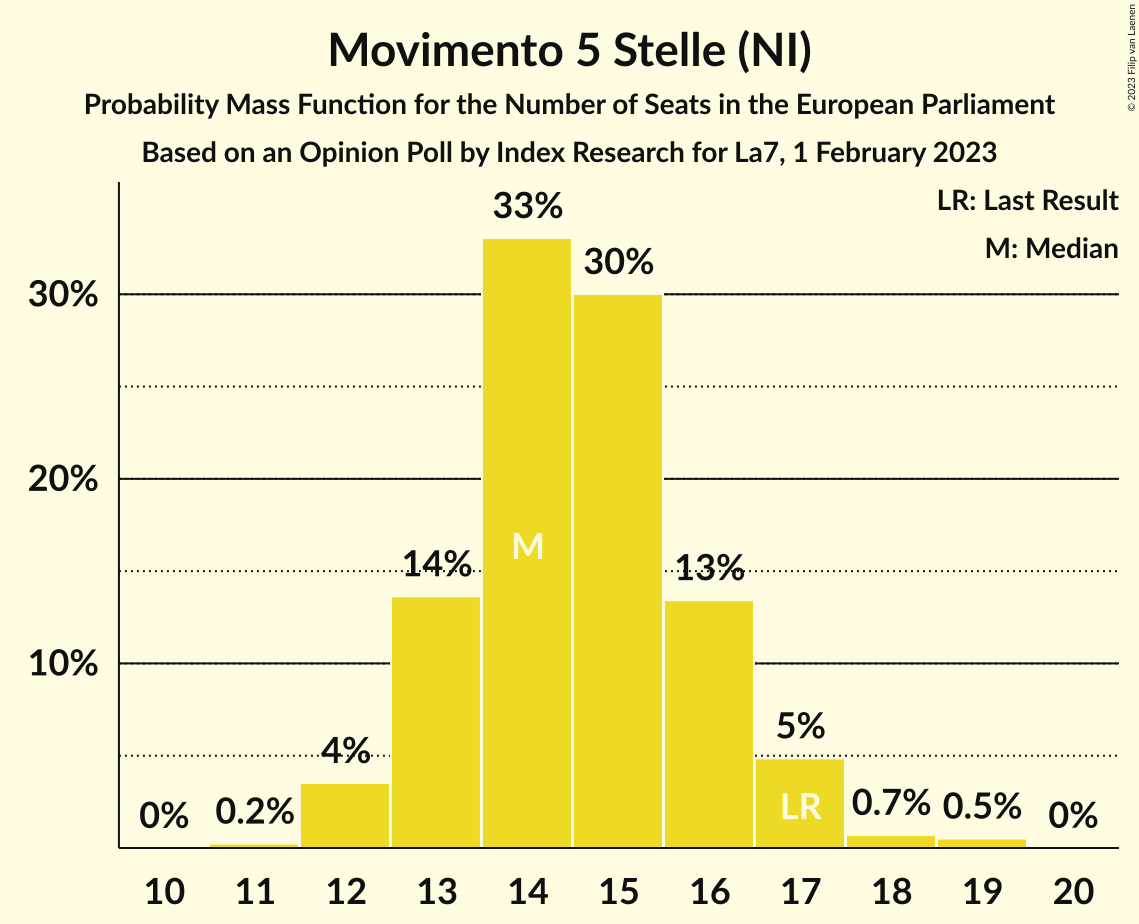 Movimento 5 Stelle (NI)
Probability Mass Function for the Number of Seats in the European Parliament
Based on an Opinion Poll by Index Research for La7, 1 February 2023
© 2023 Filip van Laenen
LR: Last Result
M: Median
33%
30%
30%
20%
14%
M
13%
10%
5%
4%
0%
0.2%
LR
0.7%
0.5%
0%
10 11 12 13 14 15 16 17 18 19 20